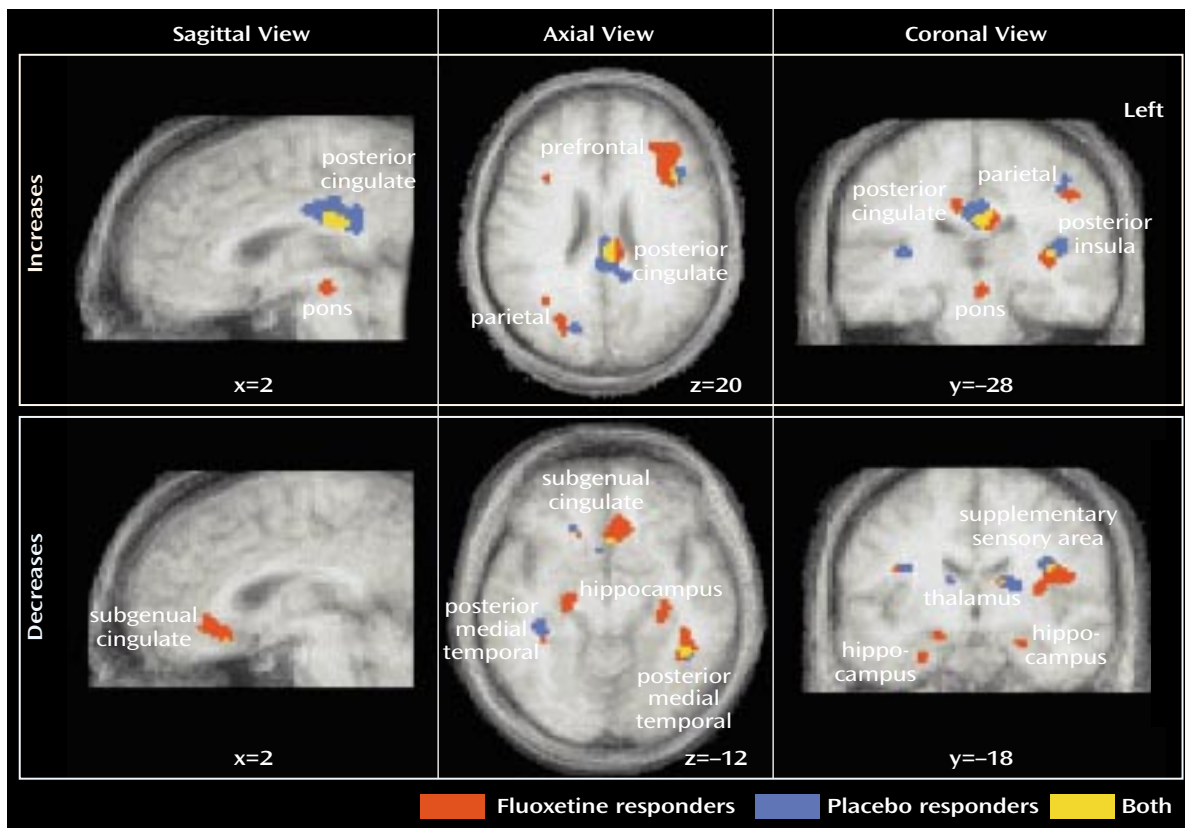 Sagittal View
Axial View
Coronal View
Increases
posterior
cingulate
pons
x=2
prefrontal
posterior
cingulate
parietal
z=20
Left
parietal
posterior
cingulate
posterior
insula
pons
y=–28
Decreases
subgenual
cingulate
x=2
subgenual
cingulate
hippocampus
posterior
medial
temporal
posterior
medial
temporal
z=–12
supplementary
sensory area
thalamus
hippo-
campus
hippo-
campus
y=–18
Fluoxetine responders
Placebo responders
Both